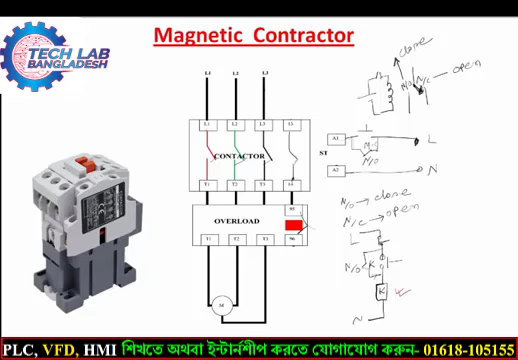 Magnetic Contractor
TECH LAB
BANGLADESH
L1 L2 L3
L1 L2 L3 13
CONTACTOR
T1 T2 T3 14
OVERLOAD
95
96
T1 T2 T3
M
ST
A1
A2
close
N/O N/C open
L
N/O
N
N/O → close
N/C → open
L
N/O K
K
N
PLC, VFD, HMI শিখতে অথবা ইন্টার্নশীপ করতে যোগাযোগ করুন- 01618-105155